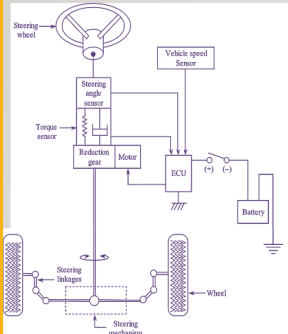 Steering
wheel
Vehicle speed
Sensor
Steering
angle
sensor
Torque
sensor
Reduction
gear
Motor
ECU
(+) (−)
Battery
Steering
linkages
Wheel
Steering
mechanism